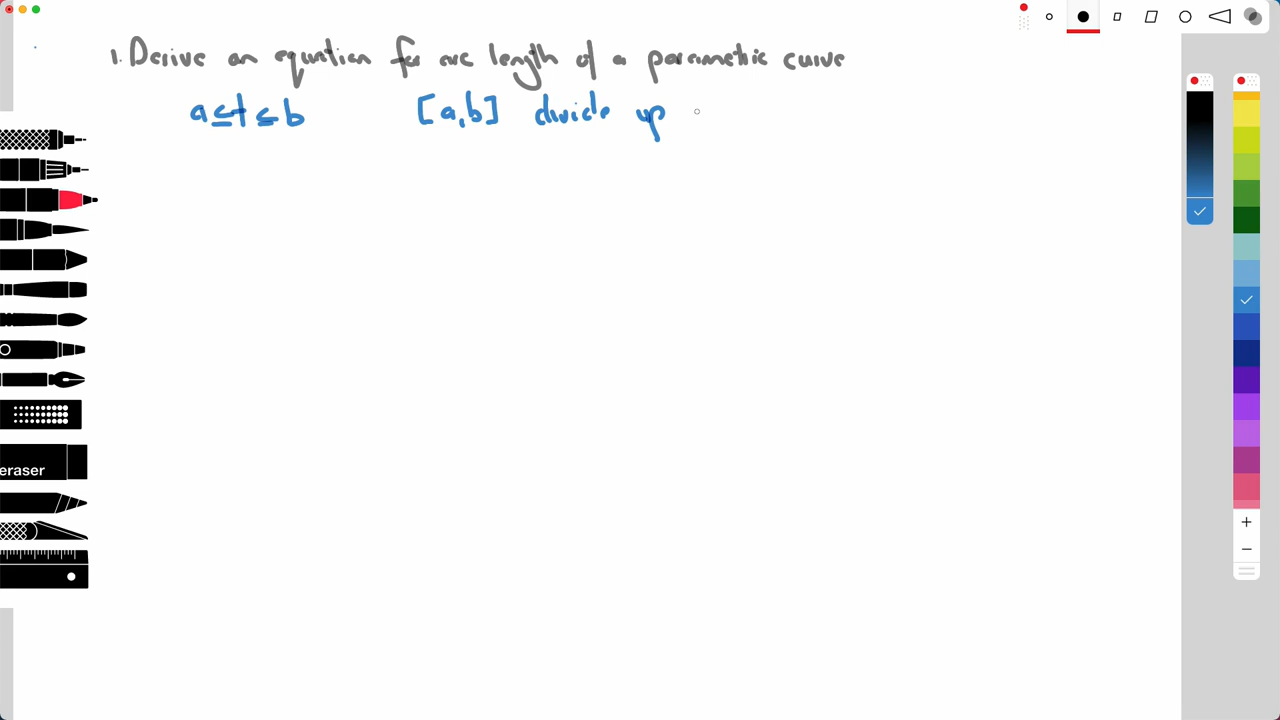 1. Derive an equation for arc length of a parametric curve
a ≤ t ≤ b [a,b] divide up
eraser